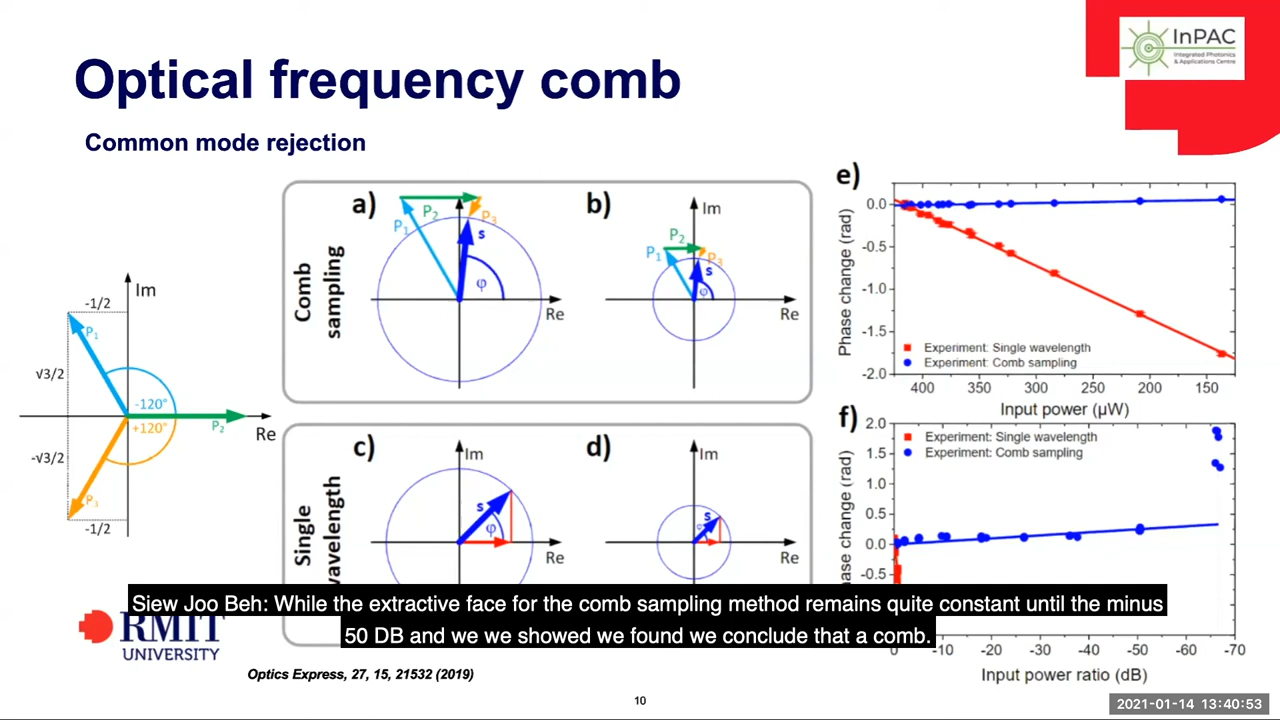 Optical frequency comb
InPAC
Integrated Photonics
& Applications Centre
Common mode rejection
Im
-1/2
P1
√3/2
-120°
+120°
P2
Re
-√3/2
P3
-1/2
Comb
sampling
a)
P2
P1
P3
s
φ
Re
b)
Im
P2
P1
P3
s
φ
Re
Single
wavelength
c)
Im
s
φ
Re
d)
Im
s
Re
e)
Phase change (rad)
0.0
-0.5
-1.0
-1.5
-2.0
Experiment: Single wavelength
Experiment: Comb sampling
400 350 300 250 200 150
Input power (µW)
f)
Phase change (rad)
2.0
1.5
1.0
0.5
0.0
-0.5
Experiment: Single wavelength
Experiment: Comb sampling
0 -10 -20 -30 -40 -50 -60 -70
Input power ratio (dB)
Siew Joo Beh: While the extractive face for the comb sampling method remains quite constant until the minus
50 DB and we we showed we found we conclude that a comb.
RMIT
UNIVERSITY
Optics Express, 27, 15, 21532 (2019)
10
2021-01-14 13:40:53